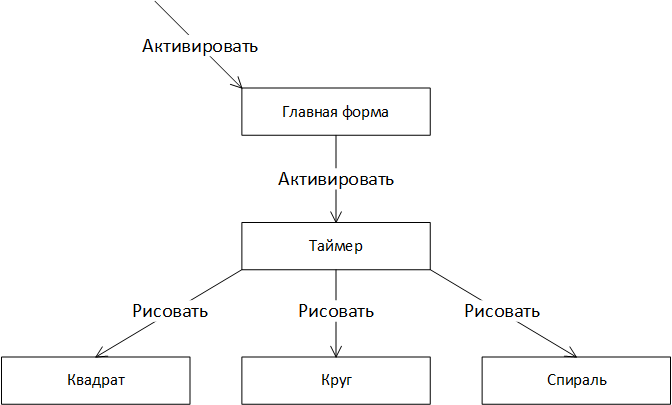 Активировать
Главная форма
Активировать
Таймер
Рисовать
Рисовать
Рисовать
Квадрат
Круг
Спираль